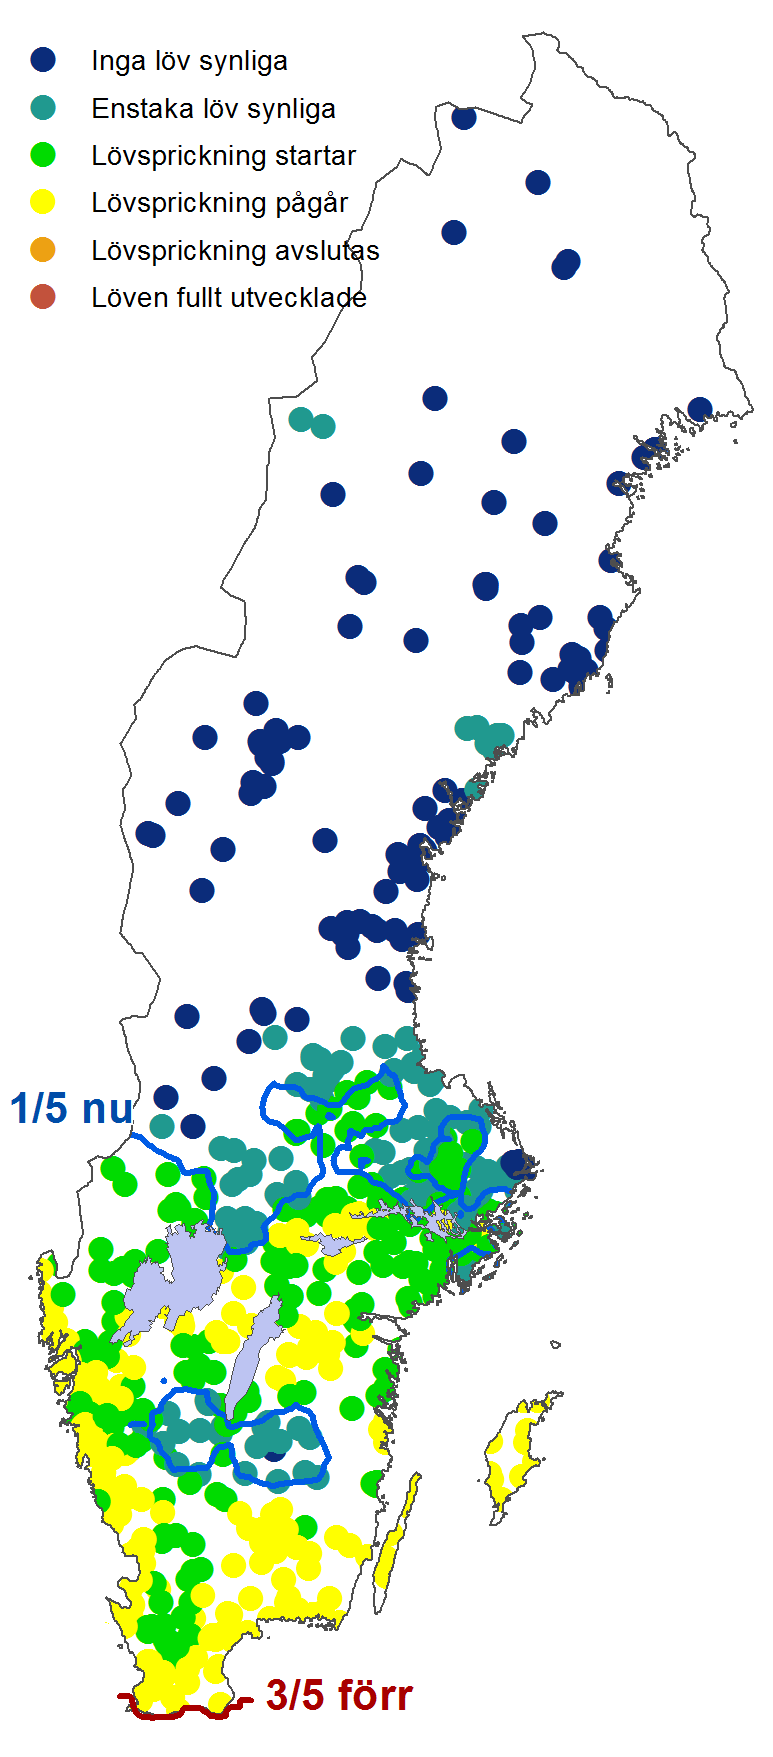 Inga löv synliga
Enstaka löv synliga
Lövsprickning startar
Lövsprickning pågår
Lövsprickning avslutas
Löven fullt utvecklade
1/5 nu
3/5 förr